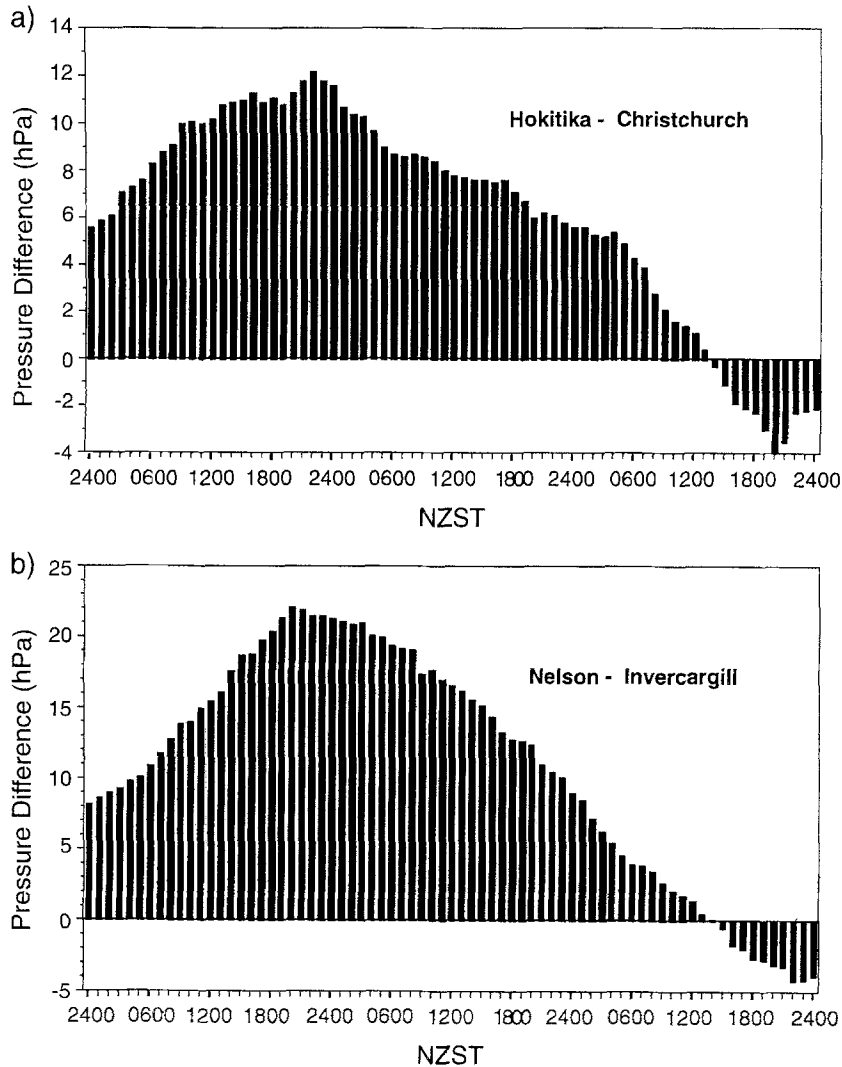 a)
14
12
10
8
6
4
2
0
-2
-4
Pressure Difference (hPa)
Hokitika - Christchurch
2400 0600 1200 1800 2400 0600 1200 1800 2400 0600 1200 1800 2400
NZST
b)
25
20
15
10
5
0
-5
Pressure Difference (hPa)
Nelson - Invercargill
2400 0600 1200 1800 2400 0600 1200 1800 2400 0600 1200 1800 2400
NZST